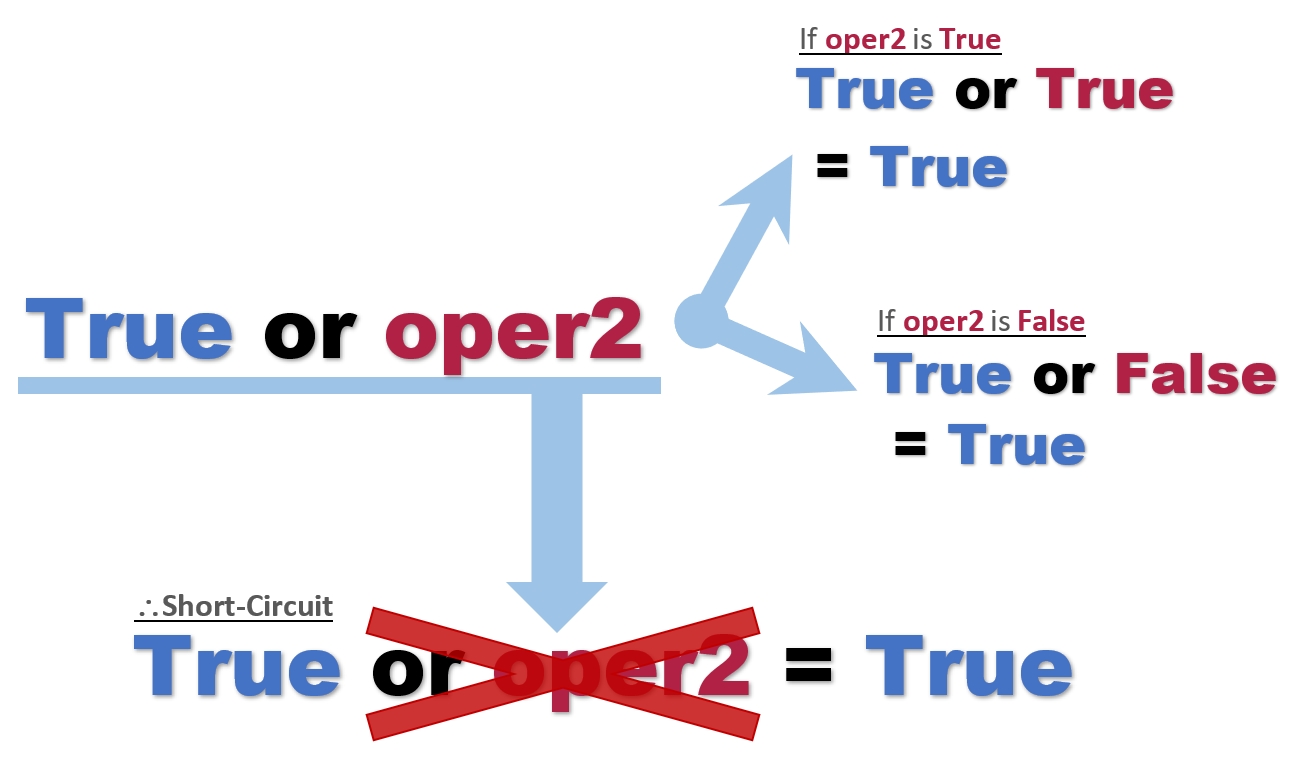 If oper2 is True
True or True
= True
True or oper2
If oper2 is False
True or False
= True
∴Short-Circuit
True or oper2 = True